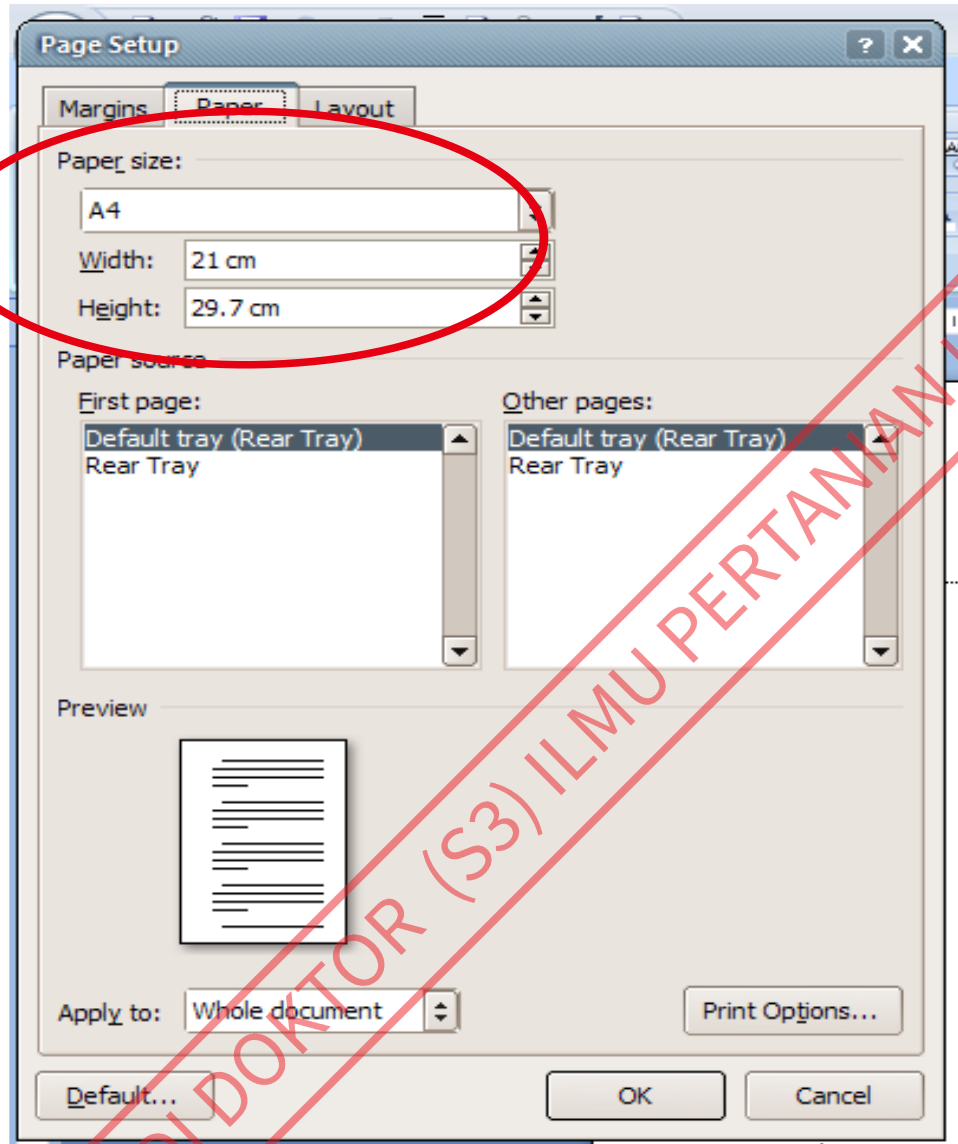 Page Setup
Margins Paper Layout
Paper size:
A4
Width: 21 cm
Height: 29.7 cm
Paper source
First page: Other pages:
Default tray (Rear Tray) Default tray (Rear Tray)
Rear Tray Rear Tray
Preview
Apply to: Whole document Print Options...
Default... OK Cancel
DI DOKTOR (S3) ILMU PERTANIAN